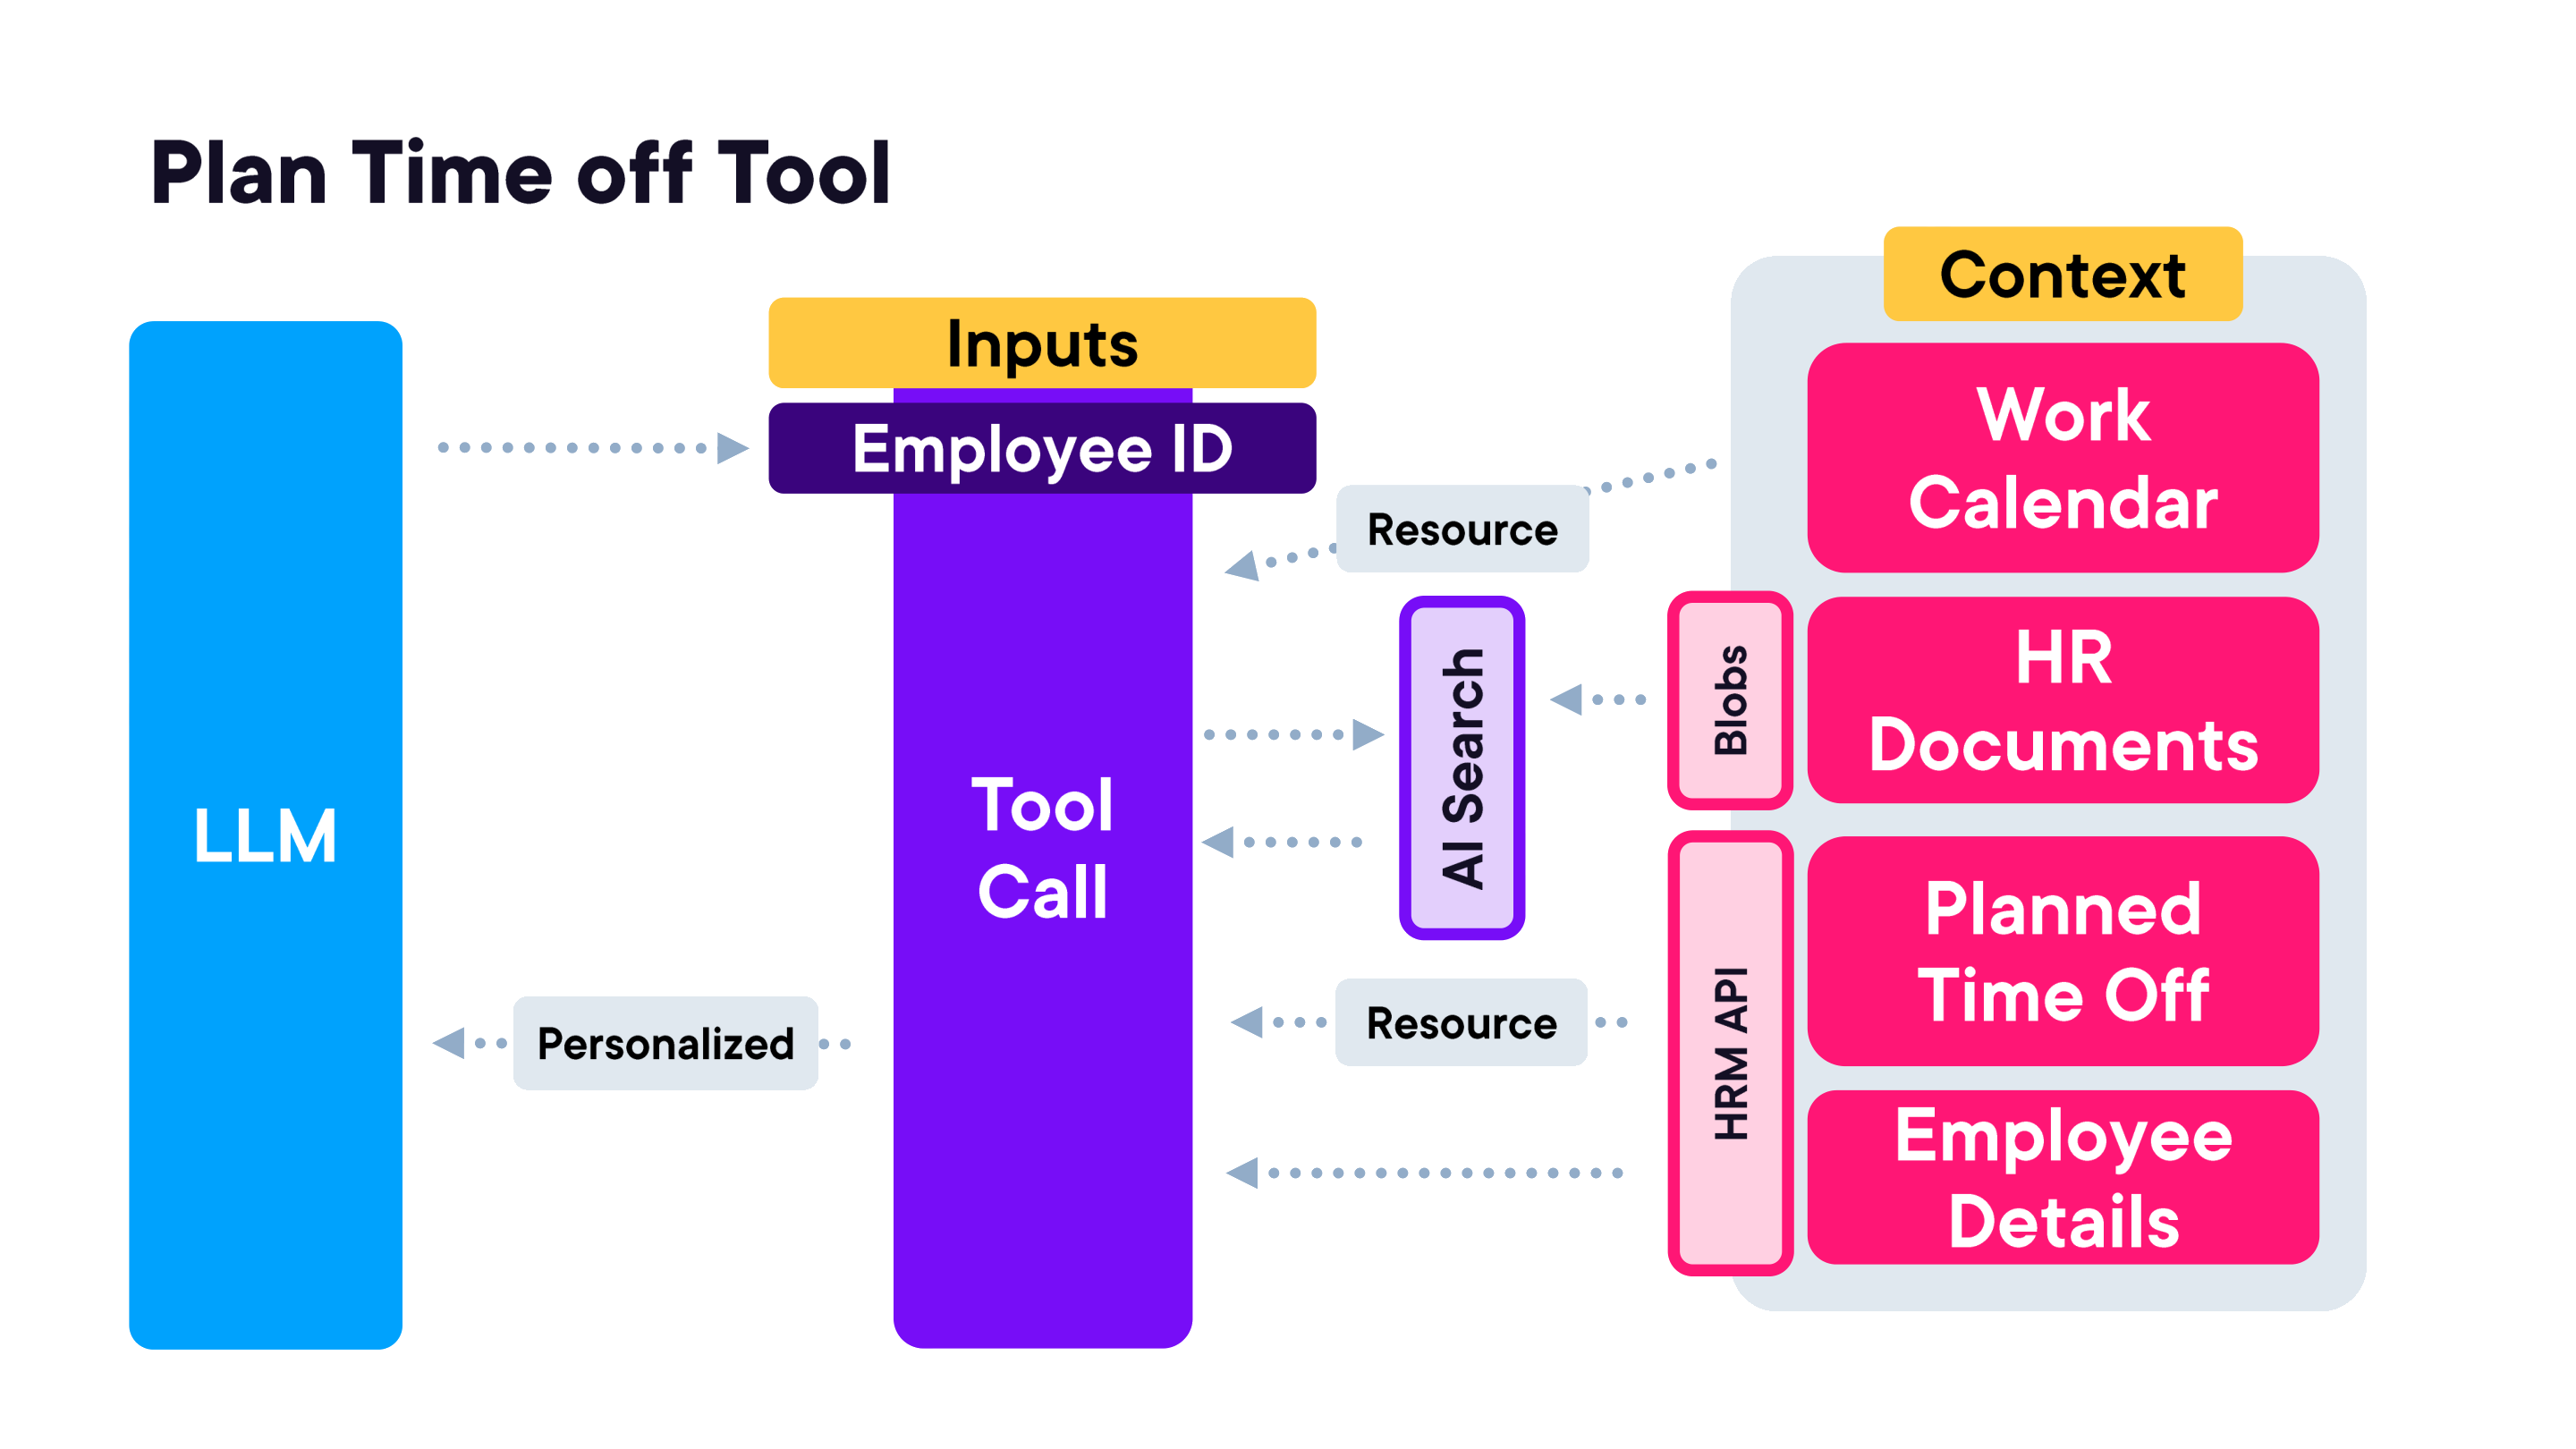 Plan Time off Tool
Context
Inputs
Employee ID
Work
Calendar
Resource
HR
Documents
Blobs
AI Search
LLM
Tool
Call
Planned
Time Off
HRM API
Resource
Personalized
Employee
Details